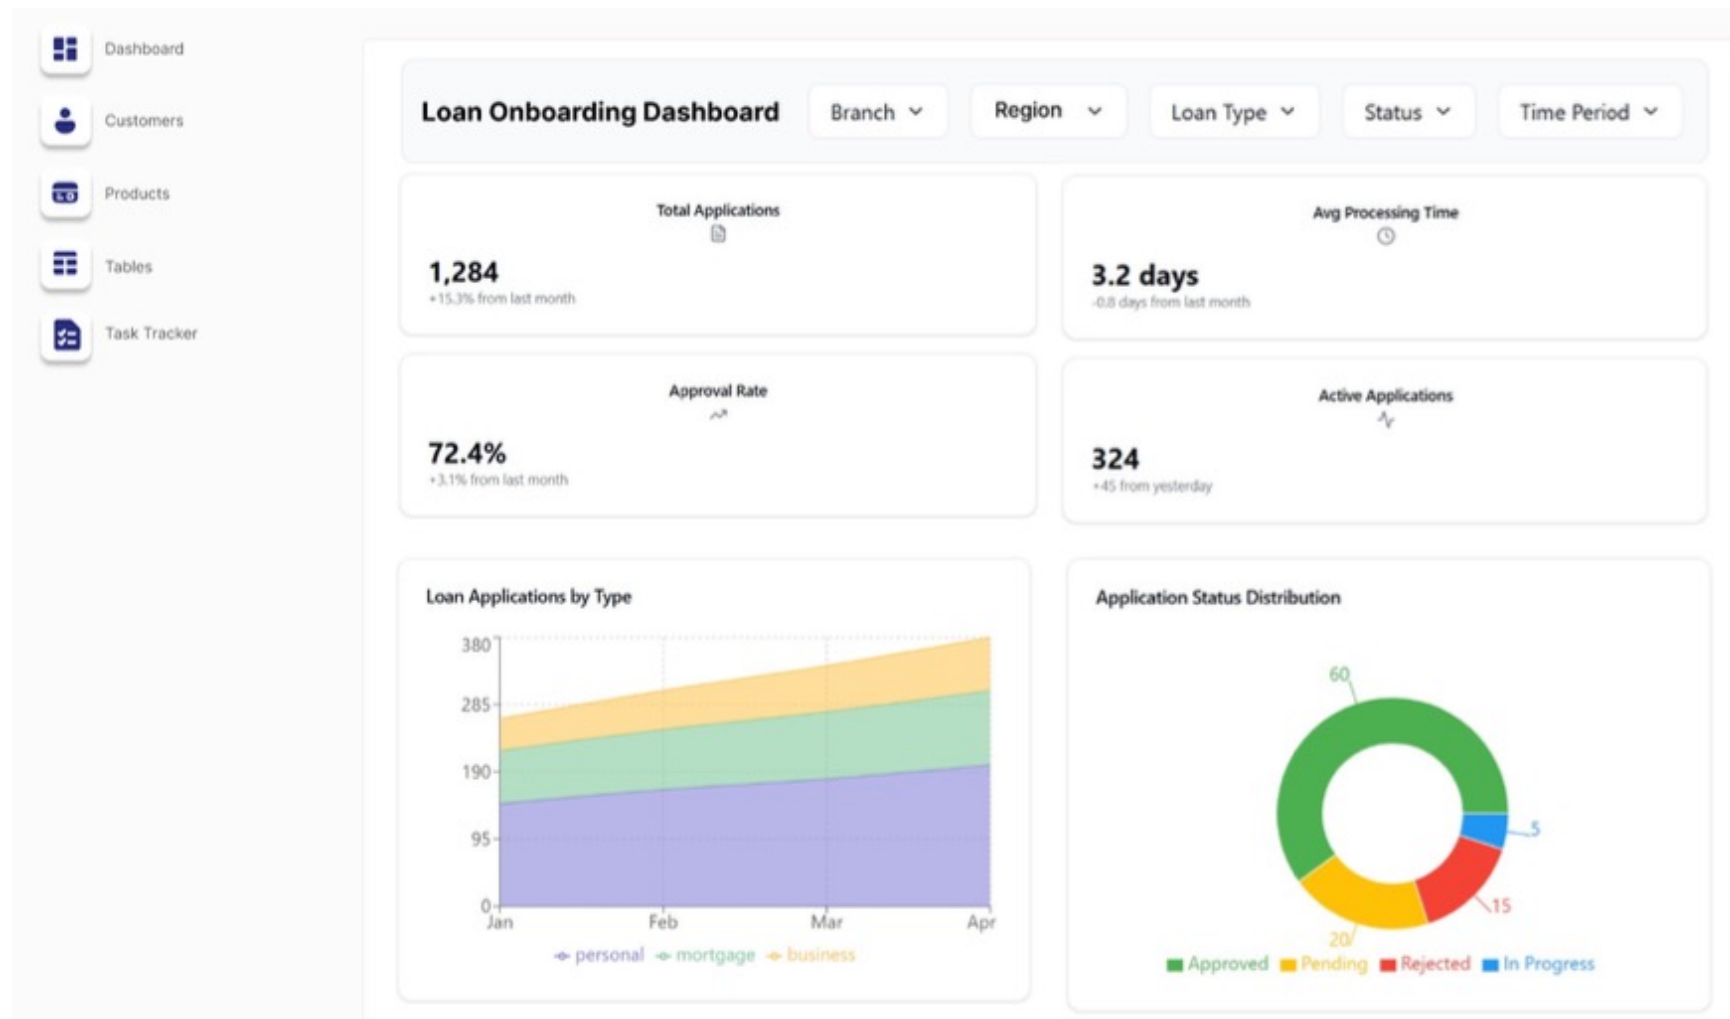 Dashboard
Customers
Products
Tables
Task Tracker
Loan Onboarding Dashboard
Branch
Region
Loan Type
Status
Time Period
Total Applications
1,284
+15.3% from last month
Avg Processing Time
3.2 days
-0.8 days from last month
Approval Rate
72.4%
+3.1% from last month
Active Applications
324
+45 from yesterday
Loan Applications by Type
380
285
190
95
0
Jan Feb Mar Apr
personal mortgage business
Application Status Distribution
60
5
15
20
Approved Pending Rejected In Progress